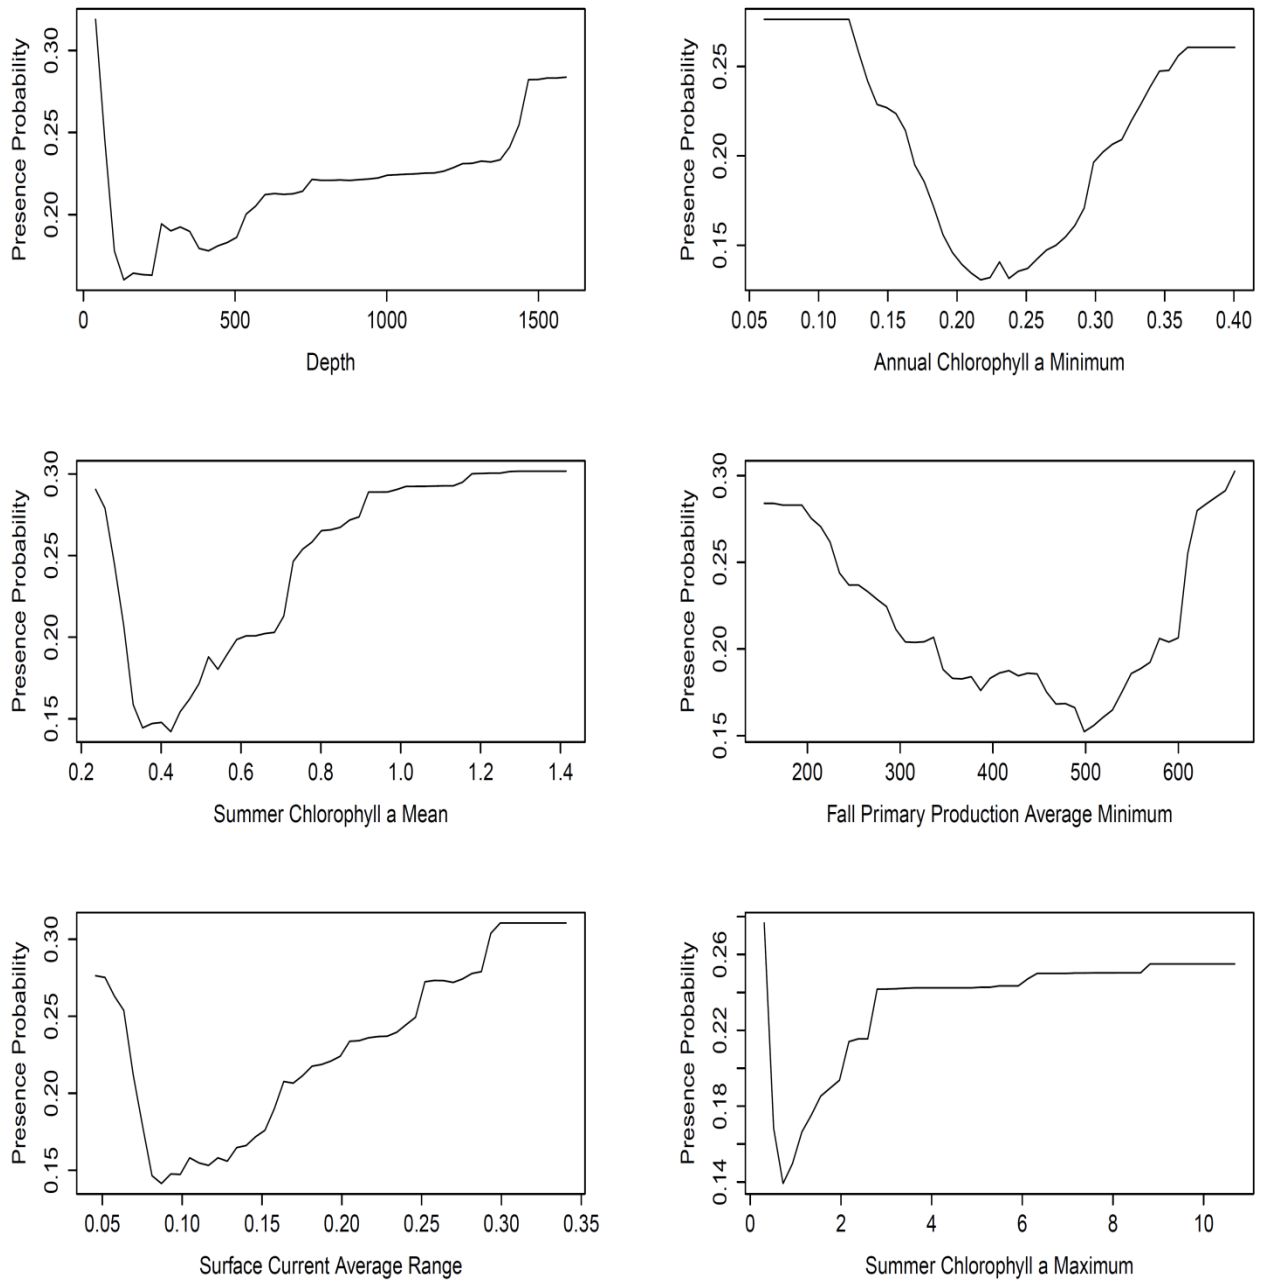 Presence Probability
0.30
0.25
0.20
0 500 1000 1500
Depth
Presence Probability
0.25
0.20
0.15
0.05 0.10 0.15 0.20 0.25 0.30 0.35 0.40
Annual Chlorophyll a Minimum
Presence Probability
0.30
0.25
0.20
0.15
0.2 0.4 0.6 0.8 1.0 1.2 1.4
Summer Chlorophyll a Mean
Presence Probability
0.30
0.25
0.20
0.15
200 300 400 500 600
Fall Primary Production Average Minimum
Presence Probability
0.30
0.25
0.20
0.15
0.05 0.10 0.15 0.20 0.25 0.30 0.35
Surface Current Average Range
Presence Probability
0.26
0.22
0.18
0.14
0 2 4 6 8 10
Summer Chlorophyll a Maximum